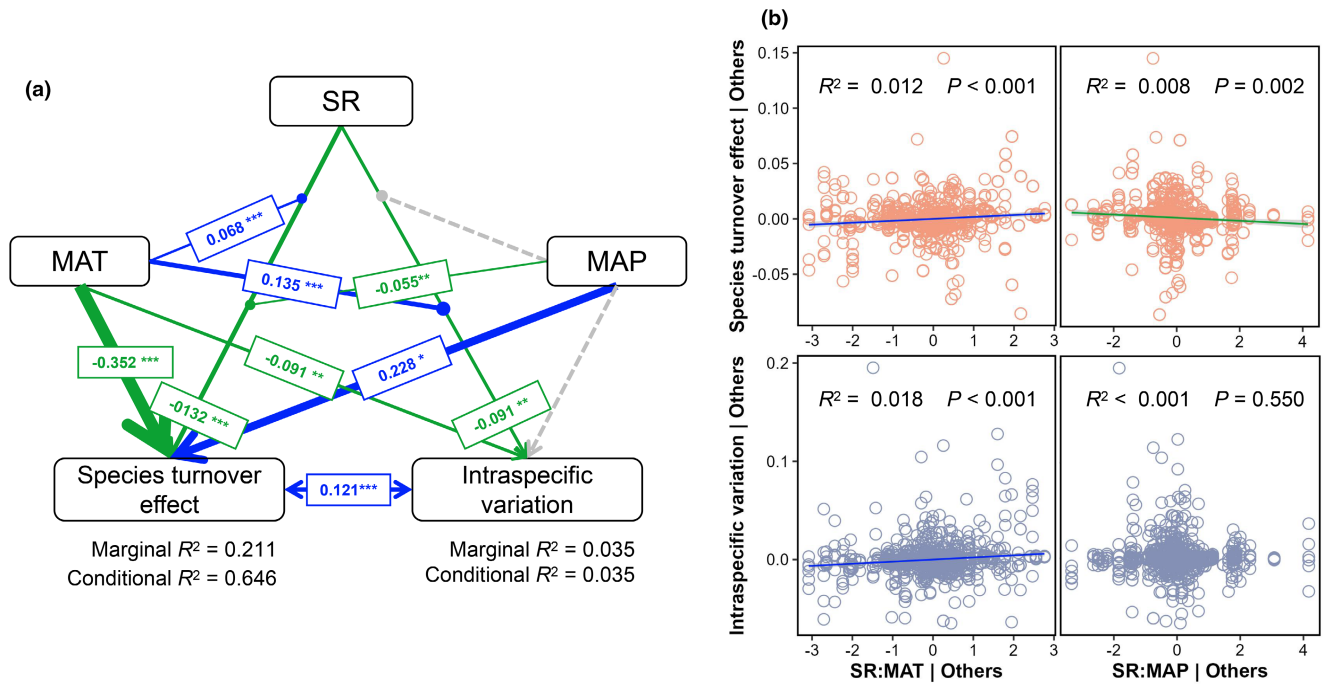 (a)
SR
MAT
MAP
0.068 ***
0.135 ***
-0.055**
-0.352 ***
-0.091 **
0.228 *
-0132 ***
-0.091 **
Species turnover
effect
0.121***
Intraspecific
variation
Marginal R² = 0.211
Conditional R² = 0.646
Marginal R² = 0.035
Conditional R² = 0.035
(b)
Species turnover effect | Others
0.15
0.10
0.05
0.00
-0.05
R² = 0.012 P < 0.001
-3 -2 -1 0 1 2 3
R² = 0.008 P = 0.002
-2 0 2 4
Intraspecific variation | Others
0.2
0.1
0.0
R² = 0.018 P < 0.001
-3 -2 -1 0 1 2 3
SR:MAT | Others
R² < 0.001 P = 0.550
-2 0 2 4
SR:MAP | Others